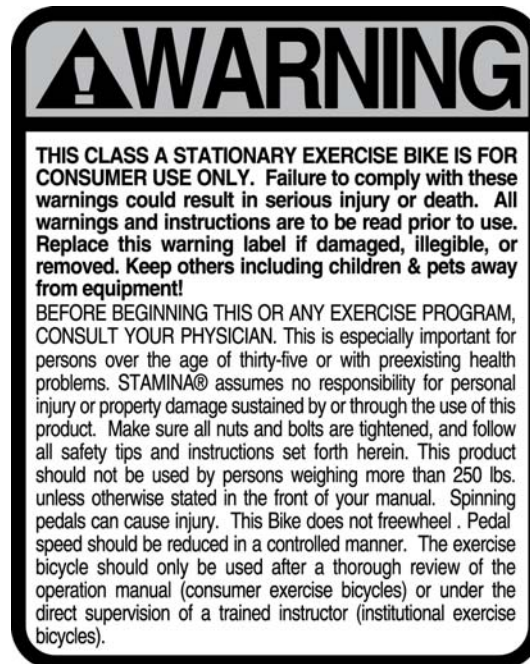 WARNING
THIS CLASS A STATIONARY EXERCISE BIKE IS FOR
CONSUMER USE ONLY. Failure to comply with these
warnings could result in serious injury or death. All
warnings and instructions are to be read prior to use.
Replace this warning label if damaged, illegible, or
removed. Keep others including children & pets away
from equipment!
BEFORE BEGINNING THIS OR ANY EXERCISE PROGRAM,
CONSULT YOUR PHYSICIAN. This is especially important for
persons over the age of thirty-five or with preexisting health
problems. STAMINA® assumes no responsibility for personal
injury or property damage sustained by or through the use of this
product. Make sure all nuts and bolts are tightened, and follow
all safety tips and instructions set forth herein. This product
should not be used by persons weighing more than 250 lbs.
unless otherwise stated in the front of your manual. Spinning
pedals can cause injury. This Bike does not freewheel . Pedal
speed should be reduced in a controlled manner. The exercise
bicycle should only be used after a thorough review of the
operation manual (consumer exercise bicycles) or under the
direct supervision of a trained instructor (institutional exercise
bicycles).